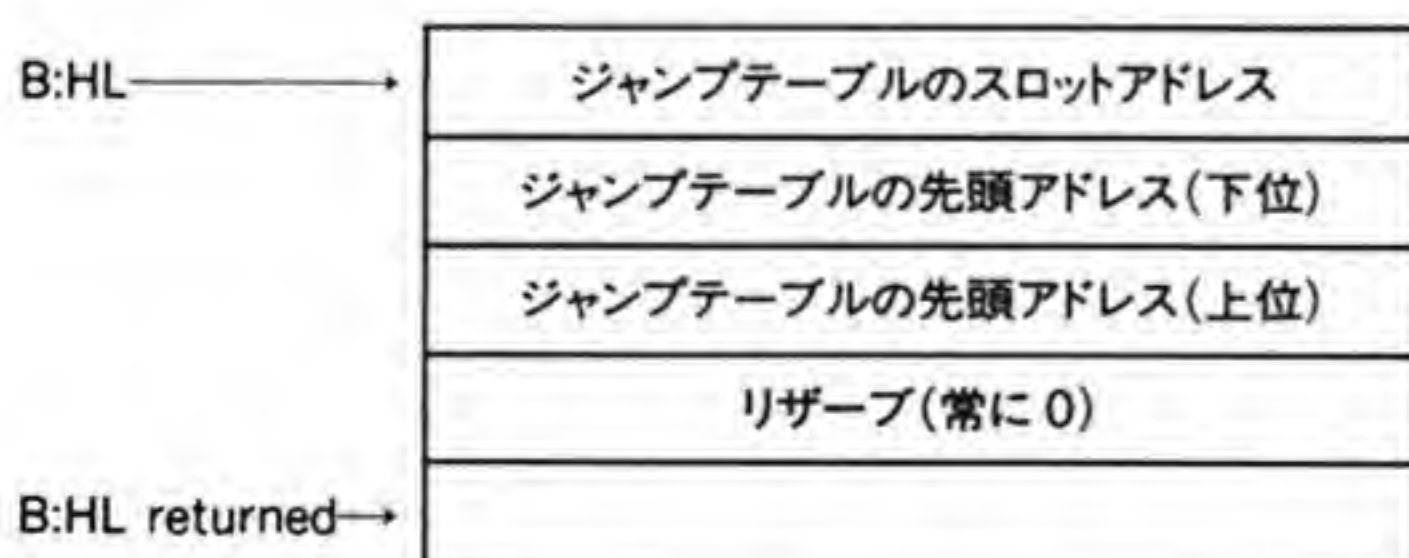 B:HL
ジャンプテーブルのスロットアドレス
ジャンプテーブルの先頭アドレス(下位)
ジャンプテーブルの先頭アドレス(上位)
リザーブ(常に0)
B:HL returned